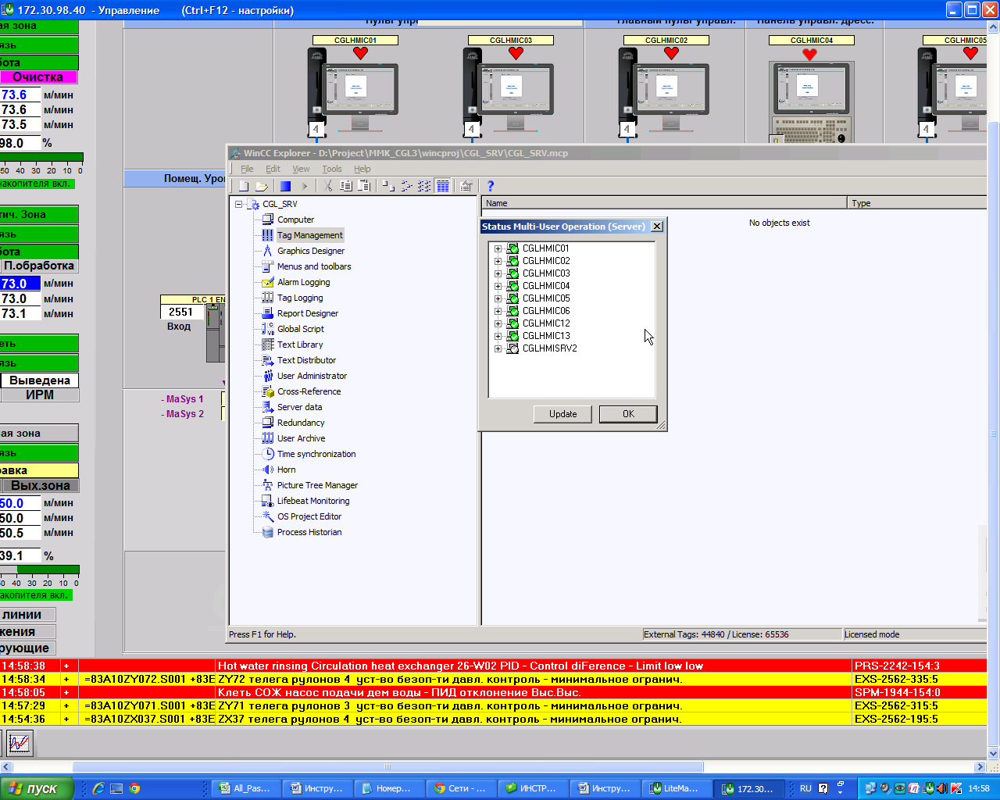 172.30.98.40 - Управление (Ctrl+F12 - настройки)
ая зона
язь
бота
Очистка
73.6 м/мин
73.6 м/мин
73.5 м/мин
98.0 %
50 40 30 20 10 0
накопителя вкл.
тич. Зона
язь
бота
П.обработка
73.0 м/мин
73.0 м/мин
73.1 м/мин
еть
язь
Выведена
ИРМ
ая зона
язь
равка
Вых.зона
50.0 м/мин
50.0 м/мин
50.5 м/мин
39.1 %
50 40 30 20 10 0
накопителя вкл.
линии
жения
рующие
Пульт упра
Главный пульт управл.
Панель управл. дресс.
CGLHMIC01
CGLHMIC03
CGLHMIC02
CGLHMIC04
CGLHMIC05
4
4
4
4
Помещ. Уро
PLC 1 EN
2551
Вход
- MaSys 1
- MaSys 2
WinCC Explorer - D:\Project\MMK_CGL3\wincproj\CGL_SRV\CGL_SRV.mcp
File Edit View Tools Help
CGL_SRV
Computer
Tag Management
Graphics Designer
Menus and toolbars
Alarm Logging
Tag Logging
Report Designer
Global Script
Text Library
Text Distributor
User Administrator
Cross-Reference
Server data
Redundancy
User Archive
Time synchronization
Horn
Picture Tree Manager
Lifebeat Monitoring
OS Project Editor
Process Historian
Name Type
No objects exist
Status Multi-User Operation (Server)
CGLHMIC01
CGLHMIC02
CGLHMIC03
CGLHMIC04
CGLHMIC05
CGLHMIC06
CGLHMIC12
CGLHMIC13
CGLHMISRV2
Update OK
Press F1 for Help. External Tags: 44840 / License: 65536 Licensed mode
14:58:38 + Hot water rinsing Circulation heat exchanger 26-W02 PID - Control diFerence - Limit low low PRS-2242-154:3
14:58:34 + =83A10ZY072.S001 +83E ZY72 телега рулонов 4 уст-во безоп-ти давл. контроль - минимальное огранич. EXS-2562-335:5
14:58:05 + Клеть СОЖ насос подачи дем воды - ПИД отклонение Выс.Выс. SPM-1944-154:0
14:57:29 + =83A10ZY071.S001 +83E ZY71 телега рулонов 3 уст-во безоп-ти давл. контроль - минимальное огранич. EXS-2562-315:5
14:54:36 + =83A10ZX037.S001 +83E ZX37 телега рулонов 4 уст-во безоп-ти давл. контроль - минимальное огранич. EXS-2562-195:5
пуск All_Pas... Инстру... Номер... Сети - ... ИНСТР... Инстру... LiteMa... 172.30... RU 14:58